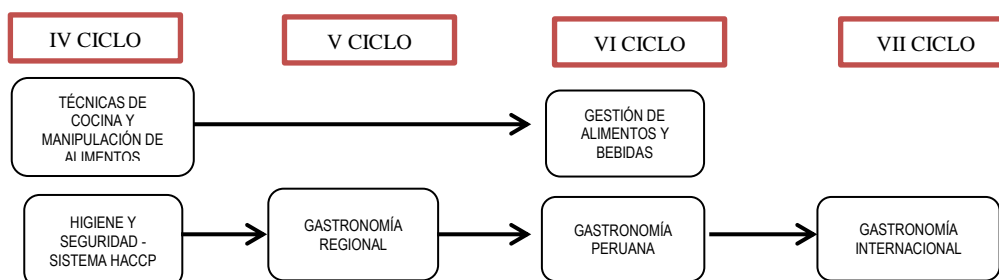 IV CICLO
V CICLO
VI CICLO
VII CICLO
TÉCNICAS DE
COCINA Y
MANIPULACIÓN DE
ALIMENTOS
GESTIÓN DE
ALIMENTOS Y
BEBIDAS
HIGIENE Y
SEGURIDAD -
SISTEMA HACCP
GASTRONOMÍA
REGIONAL
GASTRONOMÍA
PERUANA
GASTRONOMÍA
INTERNACIONAL